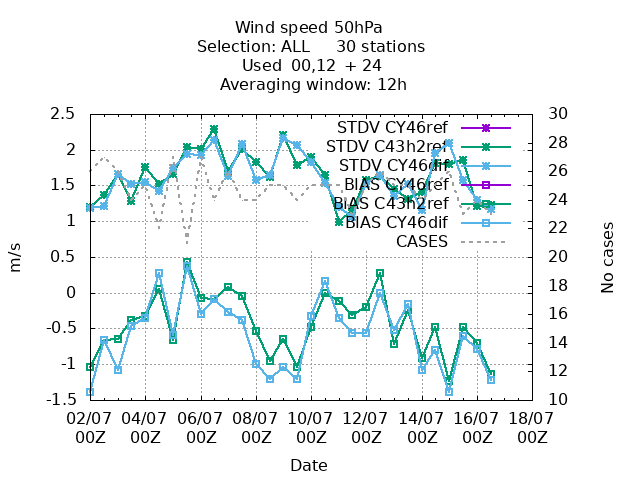 Wind speed 50hPa
Selection: ALL 30 stations
Used 00,12 + 24
Averaging window: 12h
2.5
2
1.5
1
0.5
0
-0.5
-1
-1.5
m/s
30
28
26
24
22
20
18
16
14
12
10
No cases
STDV CY46ref
STDV C43h2ref
STDV CY46dif
BIAS CY46ref
BIAS C43h2ref
BIAS CY46dif
CASES
02/07 04/07 06/07 08/07 10/07 12/07 14/07 16/07 18/07
00Z 00Z 00Z 00Z 00Z 00Z 00Z 00Z 00Z
Date